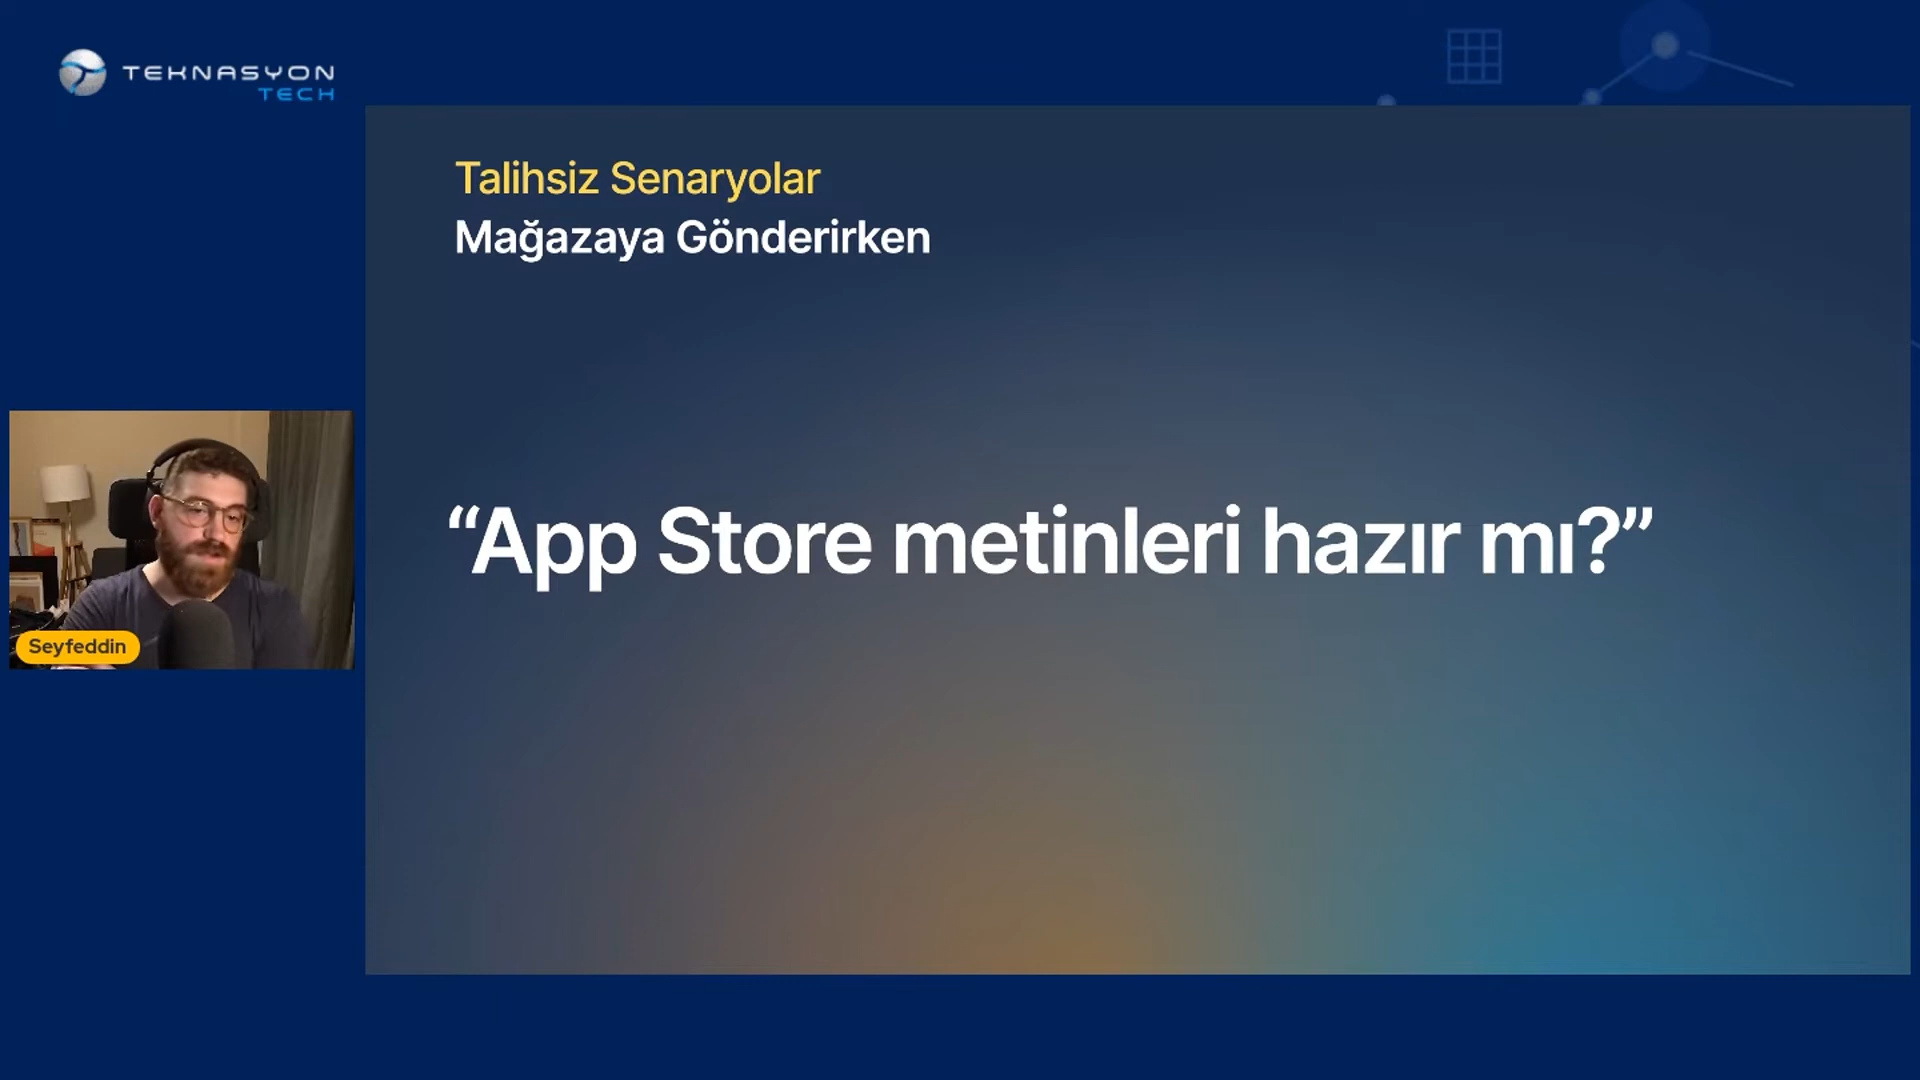 TEKNASYON
TECH
Talihsiz Senaryolar
Mağazaya Gönderirken
“App Store metinleri hazır mı?”
Seyfeddin